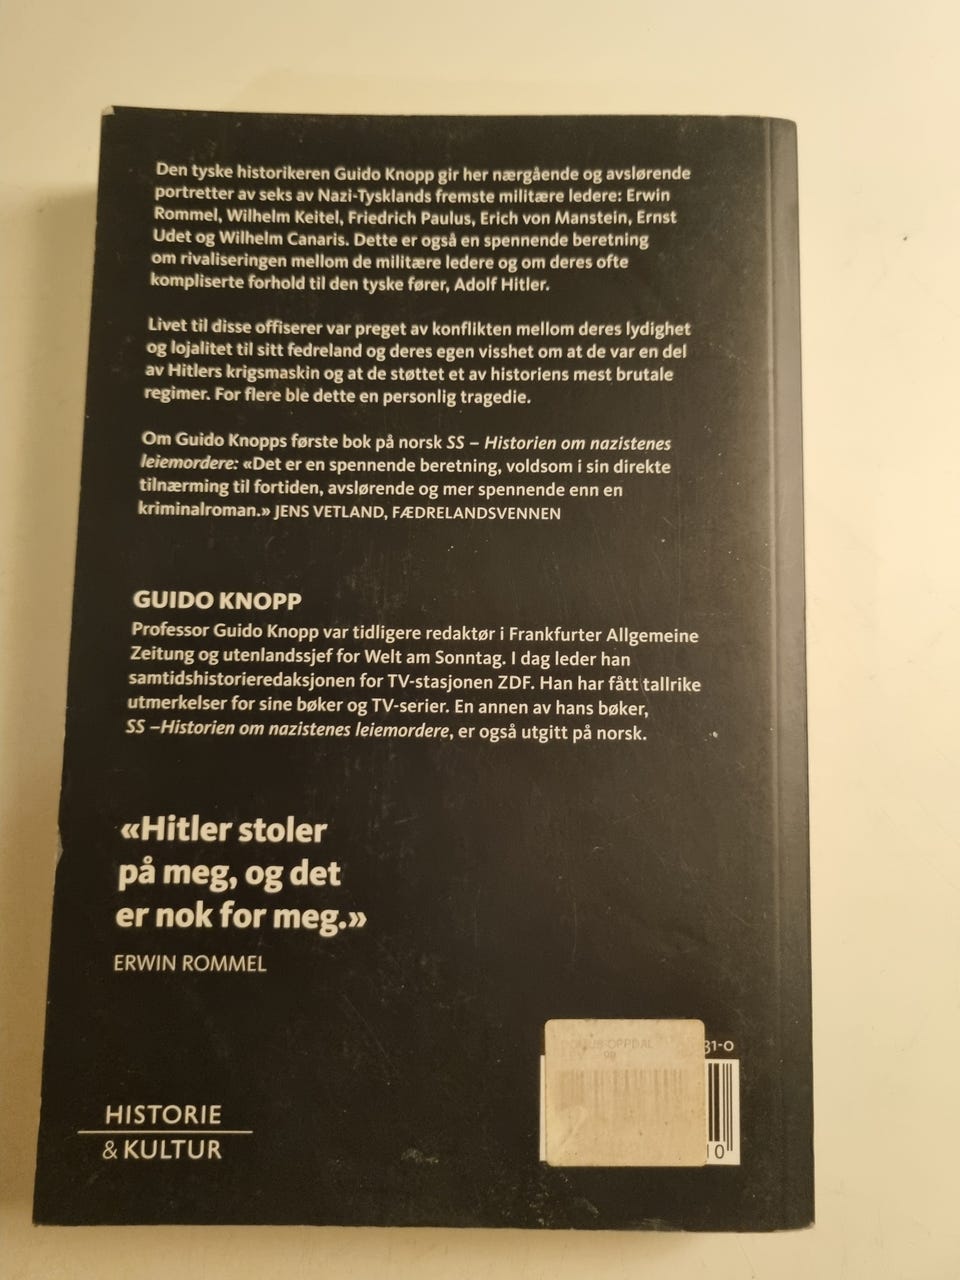 Den tyske historikeren Guido Knopp gir her nærgående og avslørende
portretter av seks av Nazi-Tysklands fremste militære ledere: Erwin
Rommel, Wilhelm Keitel, Friedrich Paulus, Erich von Manstein, Ernst
Udet og Wilhelm Canaris. Dette er også en spennende beretning
om rivaliseringen mellom de militære ledere og om deres ofte
kompliserte forhold til den tyske fører, Adolf Hitler.
Livet til disse offiserer var preget av konflikten mellom deres lydighet
og lojalitet til sitt fedreland og deres egen visshet om at de var en del
av Hitlers krigsmaskin og at de støttet et av historiens mest brutale
regimer. For flere ble dette en personlig tragedie.
Om Guido Knopps første bok på norsk SS – Historien om nazistenes
leiemordere: «Det er en spennende beretning, voldsom i sin direkte
tilnærming til fortiden, avslørende og mer spennende enn en
kriminalroman.» JENS VETLAND, FÆDRELANDSVENNEN
GUIDO KNOPP
Professor Guido Knopp var tidligere redaktør i Frankfurter Allgemeine
Zeitung og utenlandssjef for Welt am Sonntag. I dag leder han
samtidshistorieredaksjonen for TV-stasjonen ZDF. Han har fått tallrike
utmerkelser for sine bøker og TV-serier. En annen av hans bøker,
SS –Historien om nazistenes leiemordere, er også utgitt på norsk.
«Hitler stoler
på meg, og det
er nok for meg.»
ERWIN ROMMEL
OPPDAL
31-0
10
HISTORIE
& KULTUR